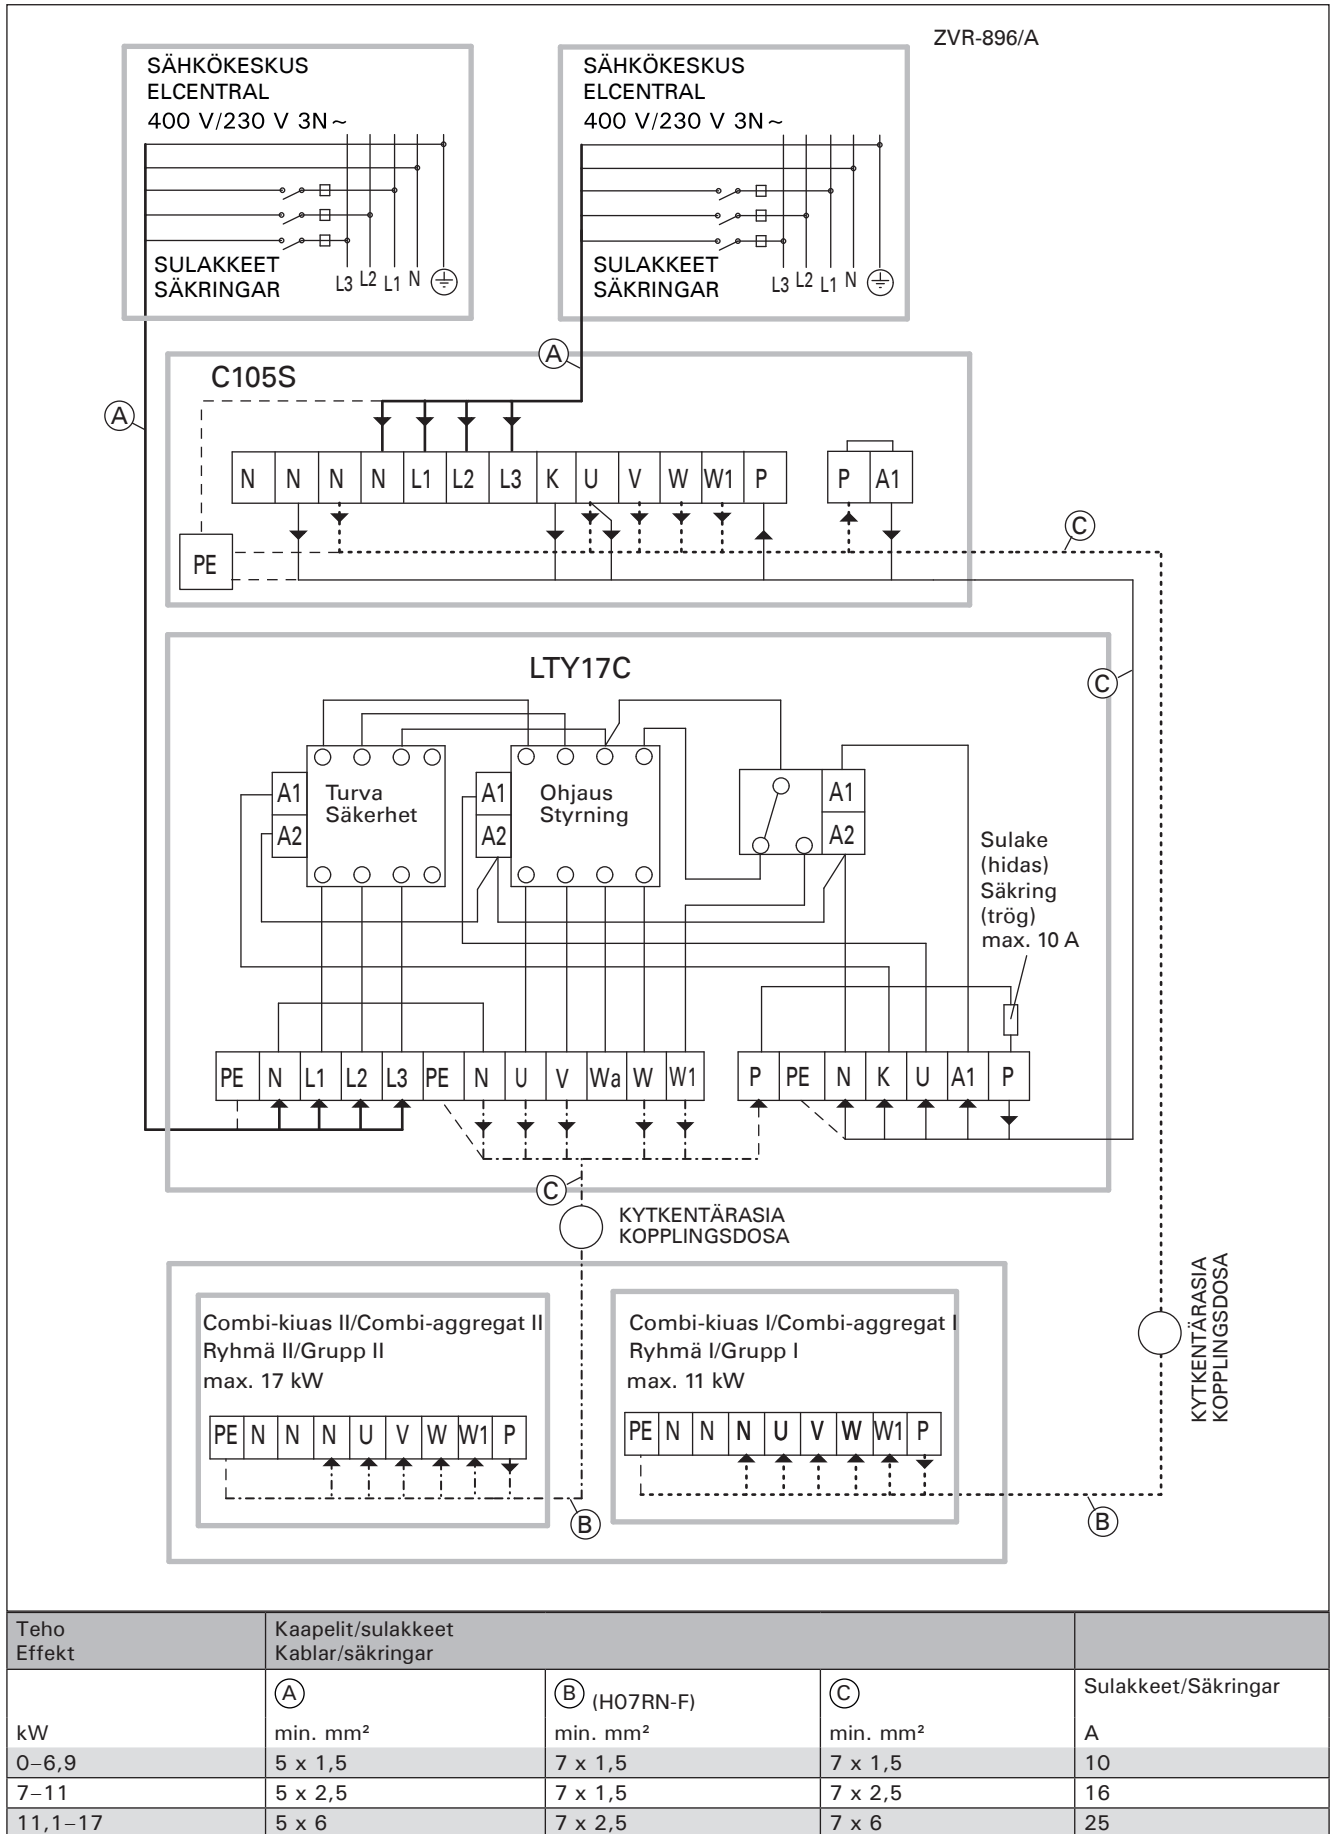 ZVR-896/A
SÄHKÖKESKUS
ELCENTRAL
400 V/230 V 3N~
SULAKKEET
SÄKRINGAR
L3 L2 L1 N
SÄHKÖKESKUS
ELCENTRAL
400 V/230 V 3N~
SULAKKEET
SÄKRINGAR
L3 L2 L1 N
A
A
C105S
N N N N L1 L2 L3 K U V W W1 P
P A1
PE
C
LTY17C
C
A1
A2
Turva
Säkerhet
A1
A2
Ohjaus
Styrning
A1
A2
Sulake
(hidas)
Säkring
(trög)
max. 10 A
PE N L1 L2 L3 PE N U V Wa W W1
P PE N K U A1 P
C
KYTKENTÄRASIA
KOPPLINGSDOSA
KYTKENTÄRASIA
KOPPLINGSDOSA
Combi-kiuas II/Combi-aggregat II
Ryhmä II/Grupp II
max. 17 kW
PE N N N U V W W1 P
B
Combi-kiuas I/Combi-aggregat I
Ryhmä I/Grupp I
max. 11 kW
PE N N N U V W W1 P
B
Teho
Effekt
Kaapelit/sulakkeet
Kablar/säkringar
A B (H07RN-F) C Sulakkeet/Säkringar
kW min. mm² min. mm² min. mm² A
0–6,9 5 x 1,5 7 x 1,5 7 x 1,5 10
7–11 5 x 2,5 7 x 1,5 7 x 2,5 16
11,1–17 5 x 6 7 x 2,5 7 x 6 25